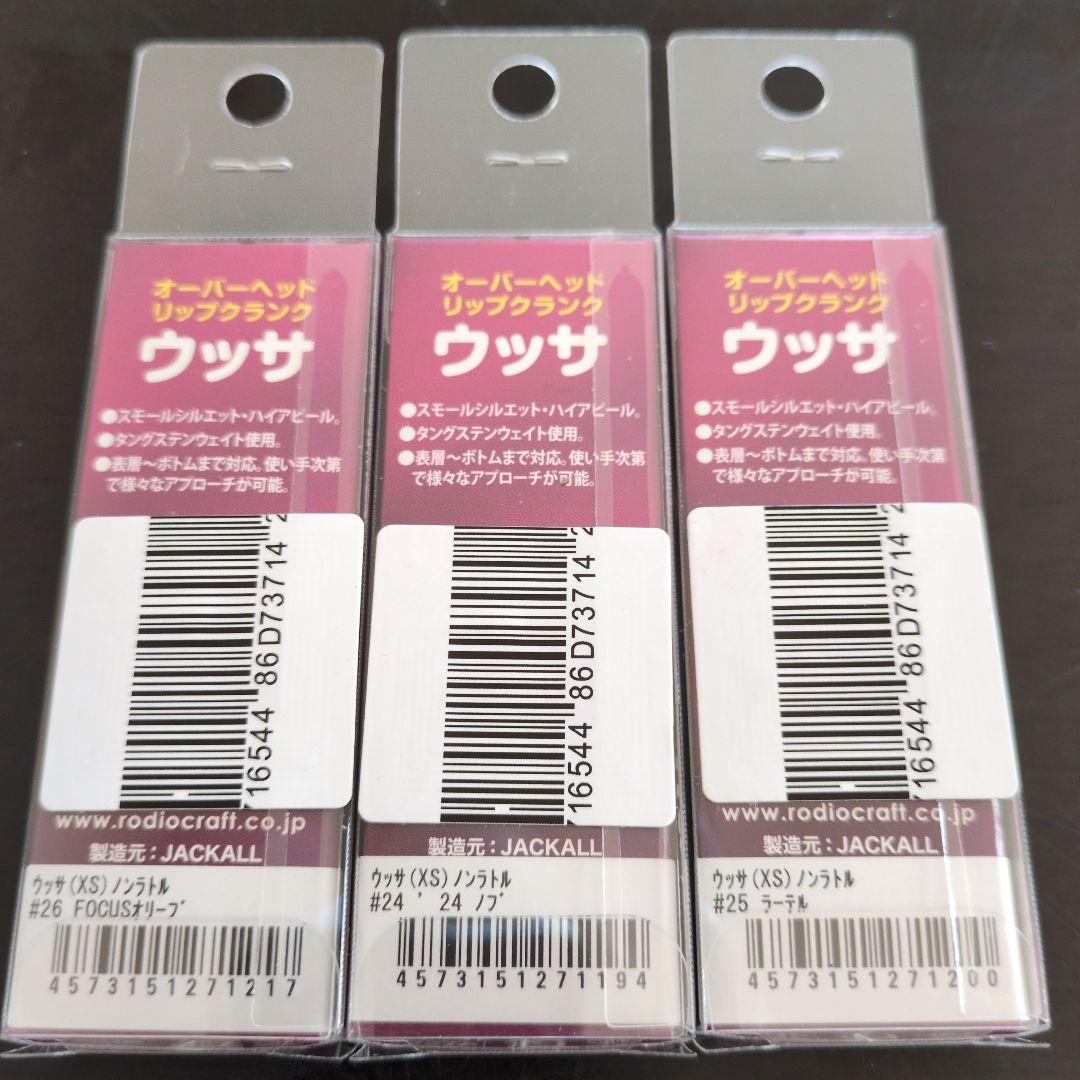 オーバーヘッド
リップクランク
ウッサ
●スモールシルエット・ハイアピール。
●タングステンウェイト使用。
●表層～ボトムまで対応。使い手次第
で様々なアプローチが可能。
86D73714
716544
www.rodiocraft.co.jp
製造元：JACKALL
ウッサ(XS)ノンラトル
#26 FOCUSオリーブ
4573151271217
オーバーヘッド
リップクランク
ウッサ
●スモールシルエット・ハイアピール。
●タングステンウェイト使用。
●表層～ボトムまで対応。使い手次第
で様々なアプローチが可能。
716544 86D73714
製造元：JACKALL
ウッサ(XS)ノンラトル
#24 ' 24 ノブ
4573151271194
オーバーヘッド
リップクランク
ウッサ
●スモールシルエット・ハイアピール。
●タングステンウェイト使用。
●表層～ボトムまで対応。使い手次第
で様々なアプローチが可能。
716544 86D73714
www.rodiocraft.co.jp
製造元：JACKALL
ウッサ(XS)ノンラトル
#25 ラーテル
4573151271200